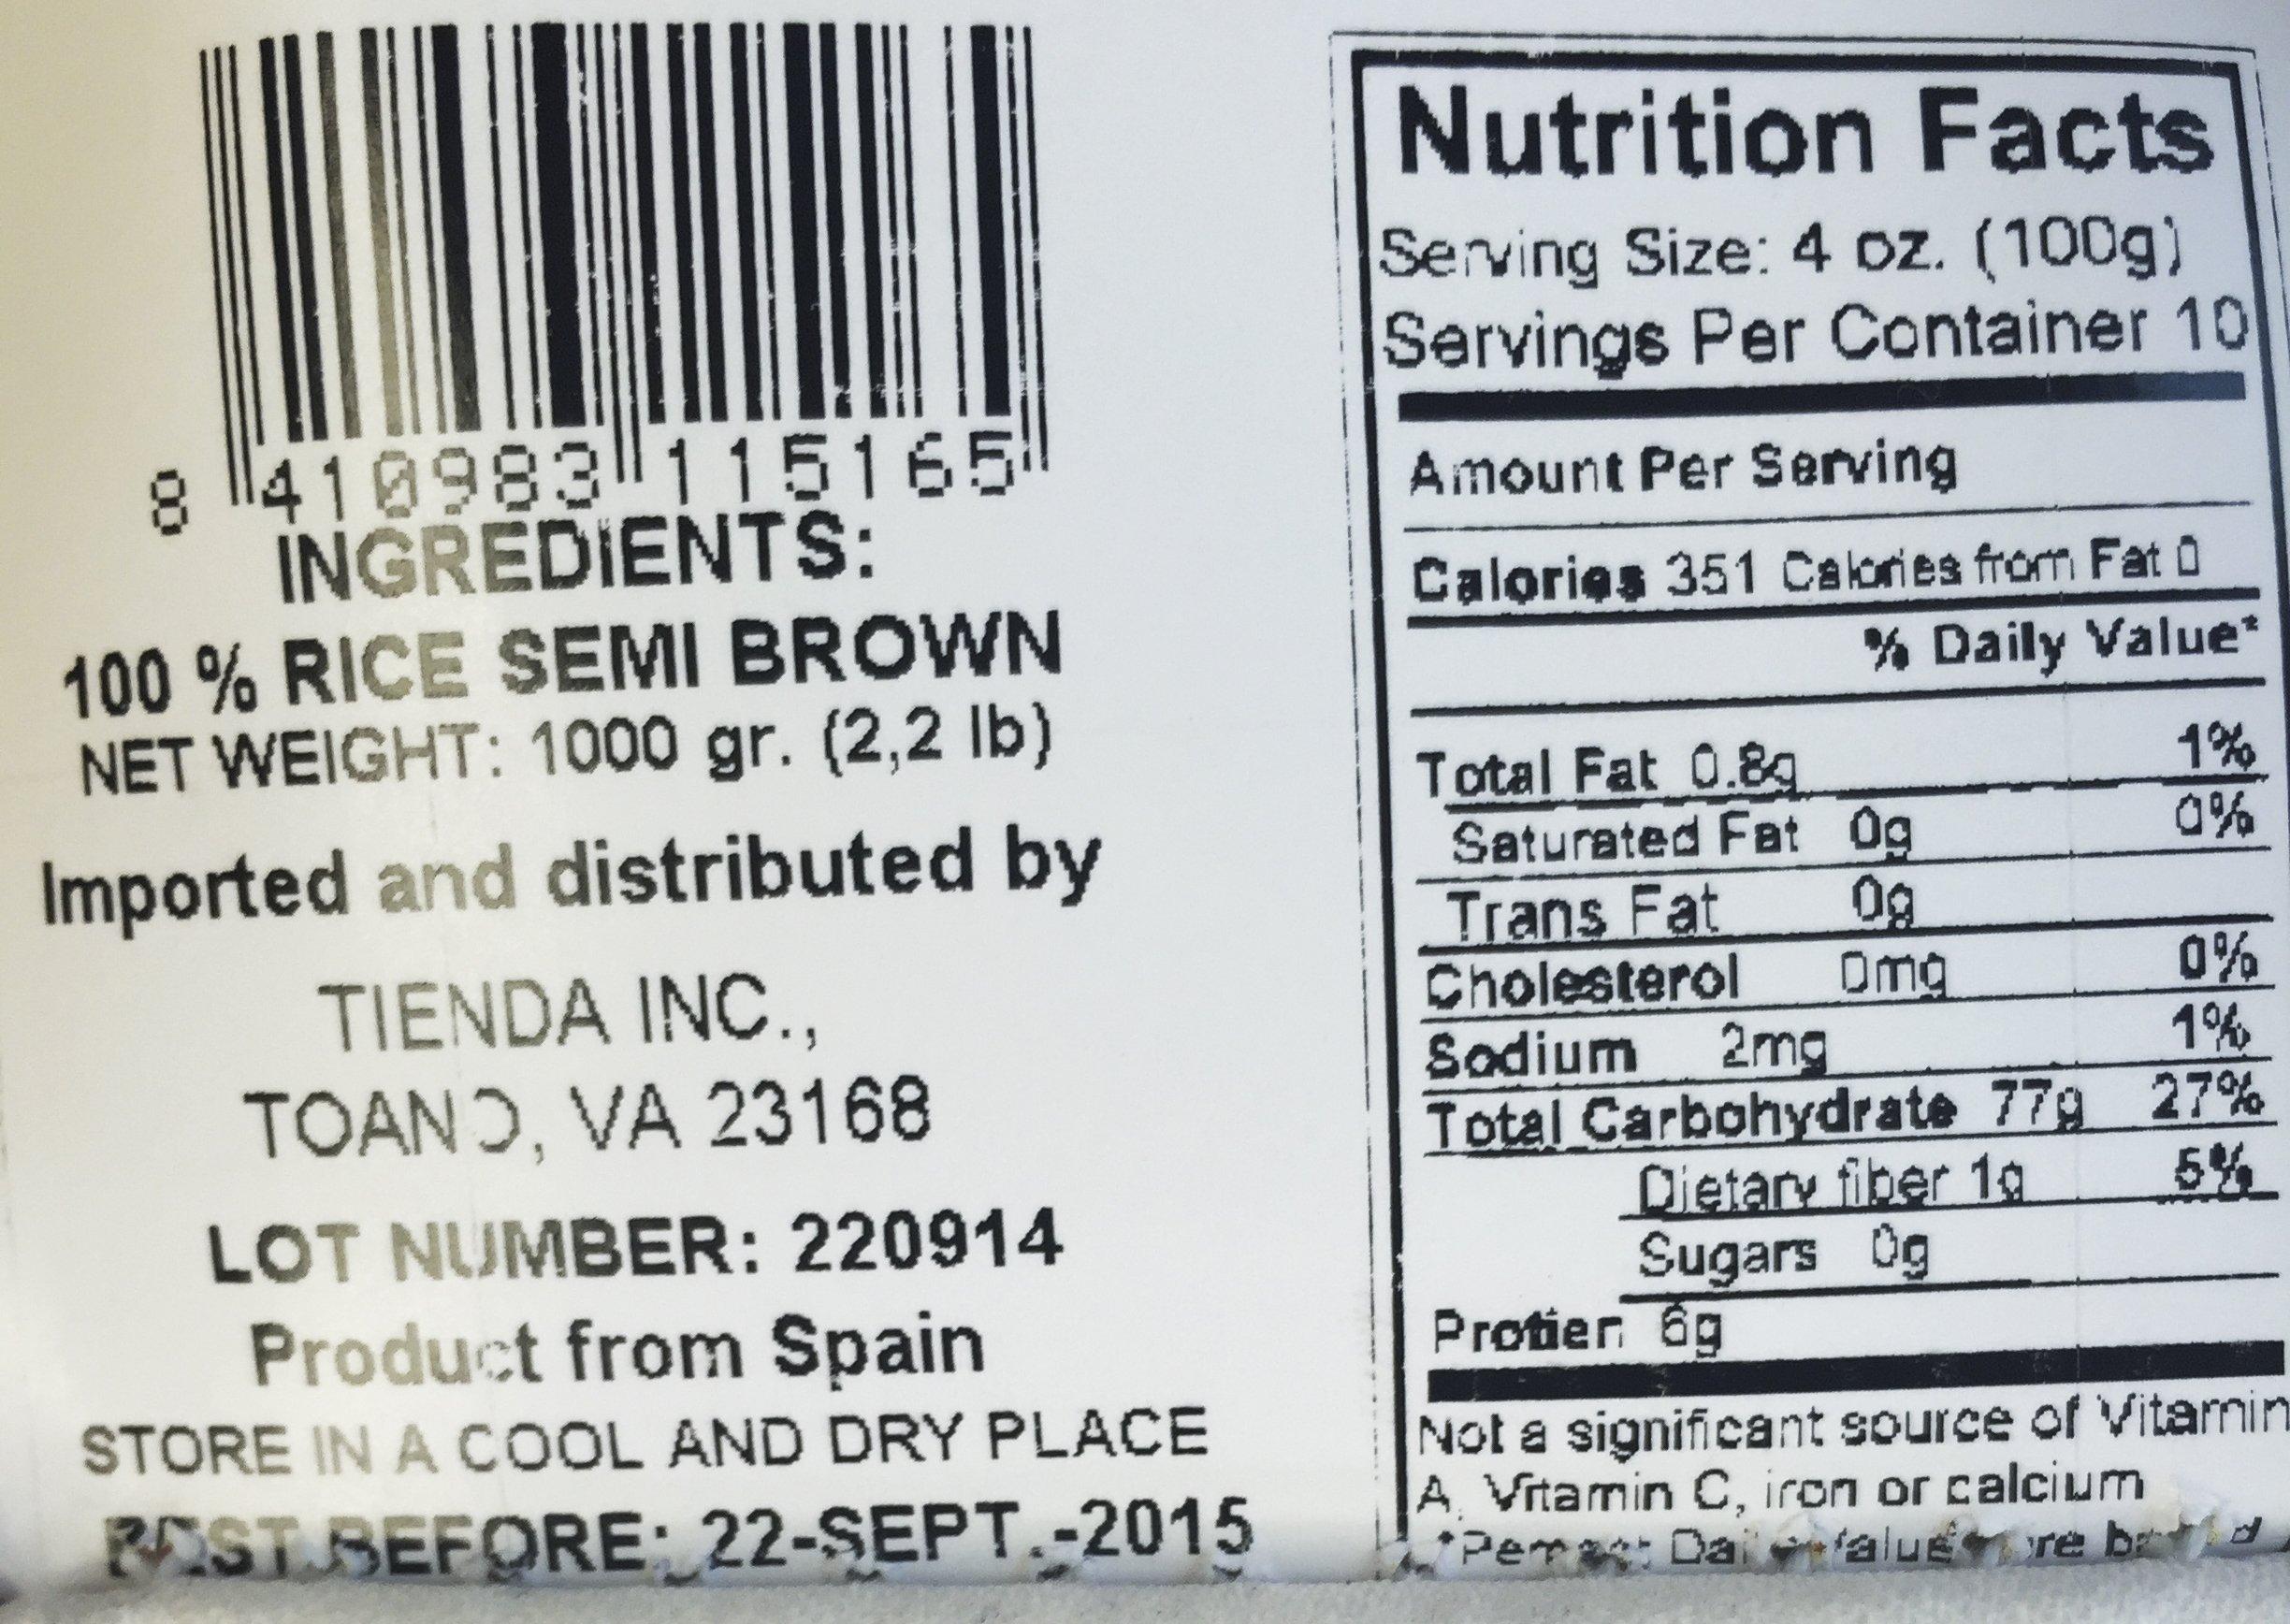 8 410983 115165
INGREDIENTS:
100 % RICE SEMI BROWN
NET WEIGHT: 1000 gr. (2,2 lb)
Imported and distributed by
TIENDA INC.,
TOANO, VA 23168
LOT NUMBER: 220914
Product from Spain
STORE IN A COOL AND DRY PLACE
BEST BEFORE: 22-SEPT.-2015
Nutrition Facts
Serving Size: 4 oz. (100g)
Servings Per Container 10
Amount Per Serving
Calories 351 Calories from Fat 0
% Daily Value*
Total Fat 0.8g 1%
Saturated Fat 0g 0%
Trans Fat 0g
Cholesterol 0mg 0%
Sodium 2mg 1%
Total Carbohydrate 77g 27%
Dietary fiber 1g 5%
Sugars 0g
Protien 6g
Not a significant source of Vitamin
A, Vitamin C, iron or calcium